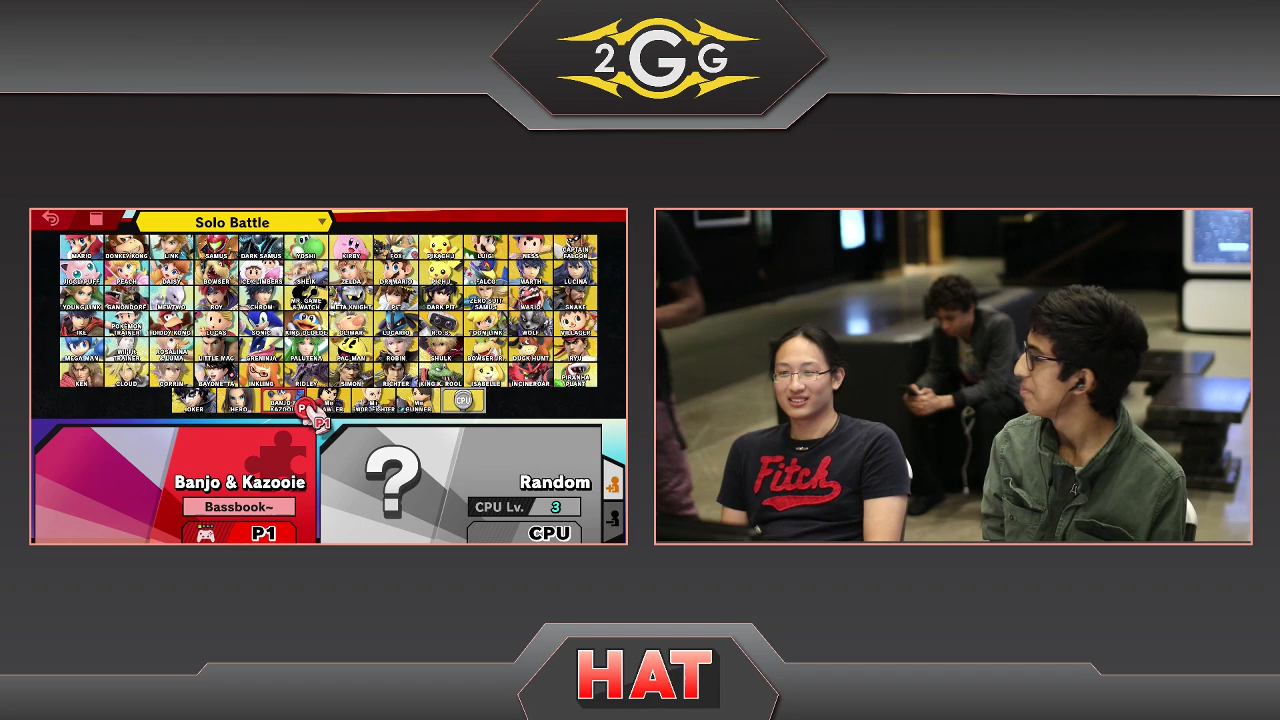 2GG
Solo Battle
MARIO DONKEY KONG LINK SAMUS DARK SAMUS YOSHI KIRBY FOX PIKACHU LUIGI NESS CAPTAIN FALCON
JIGGLYPUFF PEACH DAISY BOWSER ICE CLIMBERS SHEIK ZELDA DR. MARIO PICHU FALCO MARTH LUCINA
YOUNG LINK GANONDORF MEWTWO ROY CHROM MR. GAME & WATCH META KNIGHT PIT DARK PIT ZERO SUIT SAMUS WARIO SNAKE
IKE POKÉMON TRAINER DIDDY KONG LUCAS SONIC KING DEDEDE OLIMAR LUCARIO R.O.B. TOON LINK WOLF VILLAGER
MEGA MAN Wii Fit TRAINER ROSALINA & LUMA LITTLE MAC GRENINJA PALUTENA PAC-MAN ROBIN SHULK BOWSER JR. DUCK HUNT RYU
KEN CLOUD CORRIN BAYONETTA INKLING RIDLEY SIMON RICHTER KING K. ROOL ISABELLE INCINEROAR PIRANHA PLANT
JOKER HERO BANJO & KAZOOIE Mii SWORDFIGHTER Mii GUNNER CPU
P1
Banjo & Kazooie
Bassbook~
P1
?
Random
CPU Lv. 3
CPU
Fitch
HAT